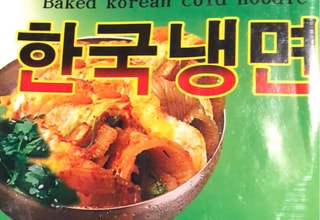 Baked korean cold noodle
한국냉면